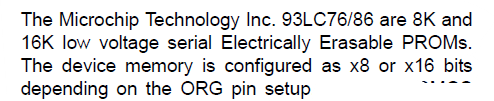 The Microchip Technology Inc. 93LC76/86 are 8K and
16K low voltage serial Electrically Erasable PROMs.
The device memory is configured as x8 or x16 bits
depending on the ORG pin setup